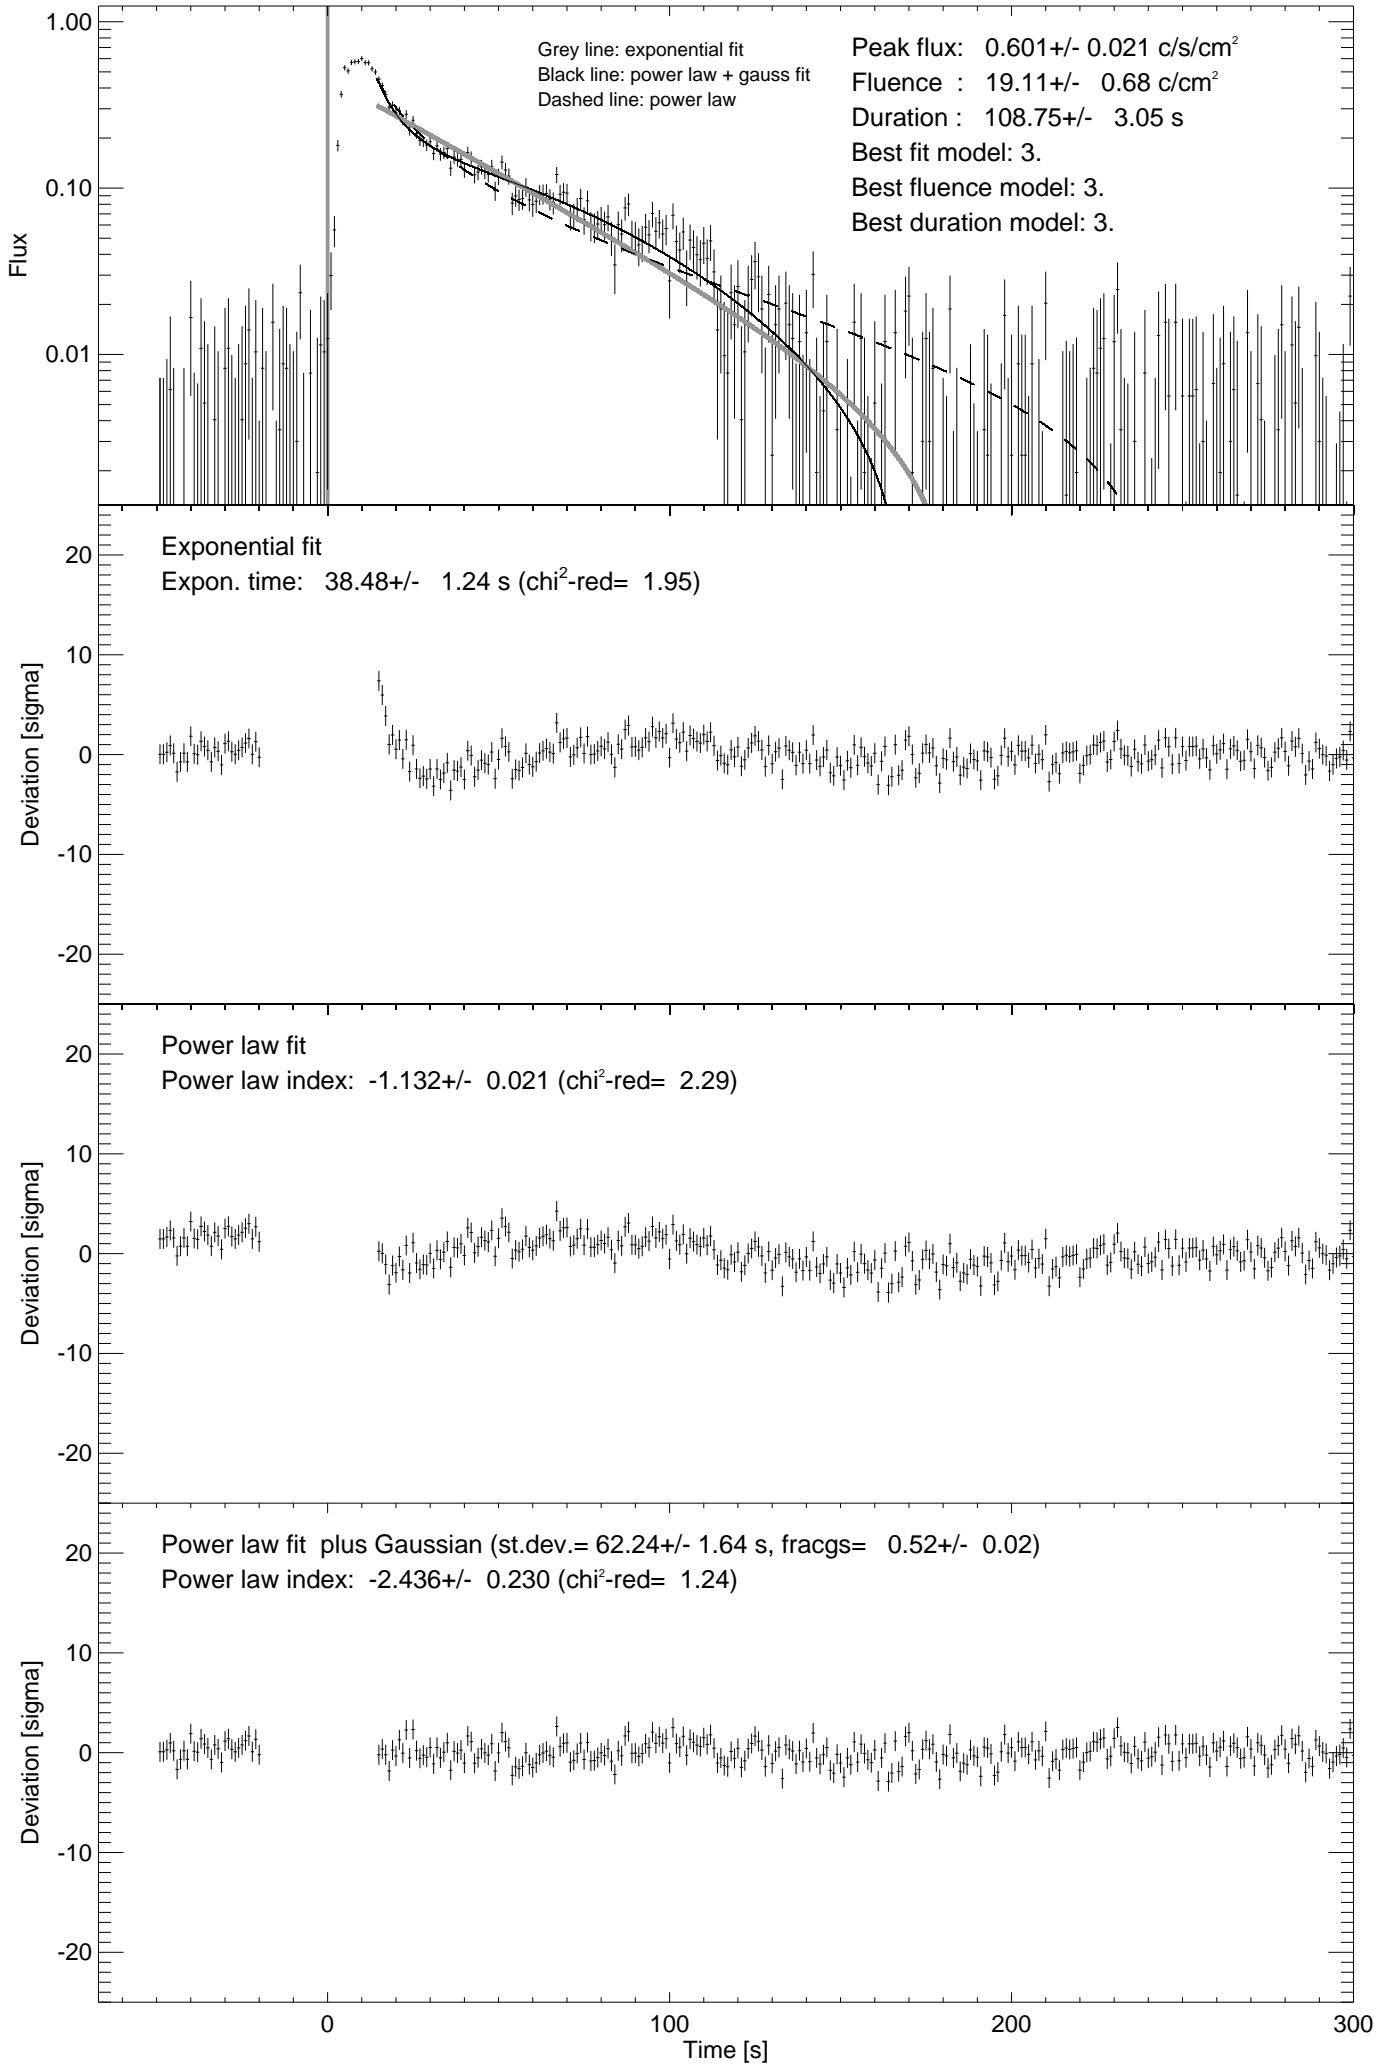 1.00
0.10
0.01
Flux
Grey line: exponential fit
Black line: power law + gauss fit
Dashed line: power law
Peak flux: 0.601+/- 0.021 c/s/cm²
Fluence : 19.11+/- 0.68 c/cm²
Duration : 108.75+/- 3.05 s
Best fit model: 3.
Best fluence model: 3.
Best duration model: 3.
Exponential fit
Expon. time: 38.48+/- 1.24 s (chi²-red= 1.95)
20
10
0
-10
-20
Deviation [sigma]
Power law fit
Power law index: -1.132+/- 0.021 (chi²-red= 2.29)
20
10
0
-10
-20
Deviation [sigma]
Power law fit plus Gaussian (st.dev.= 62.24+/- 1.64 s, fracgs= 0.52+/- 0.02)
Power law index: -2.436+/- 0.230 (chi²-red= 1.24)
20
10
0
-10
-20
Deviation [sigma]
0 100 200 300
Time [s]